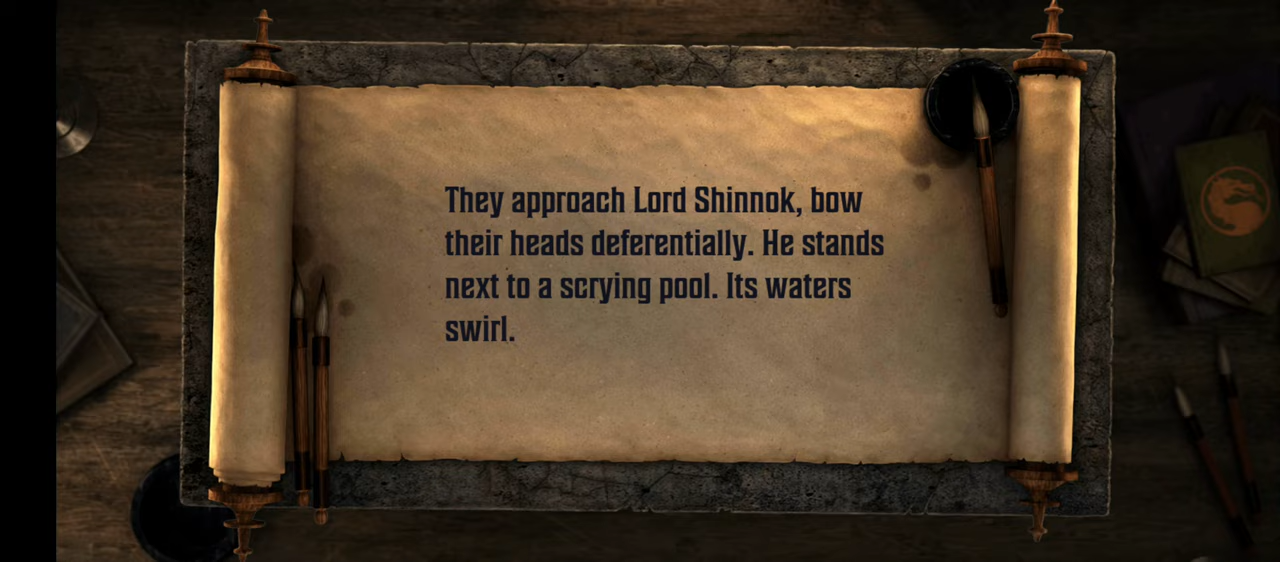 They approach Lord Shinnok, bow
their heads deferentially. He stands
next to a scrying pool. Its waters
swirl.